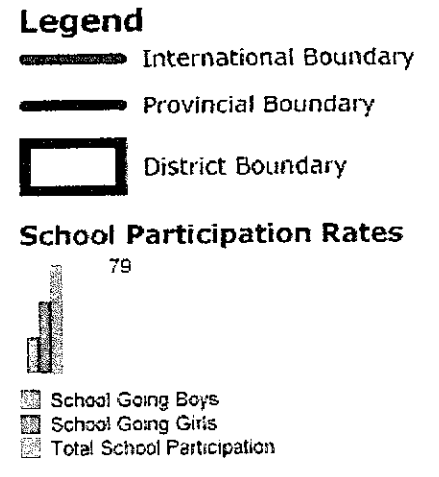 Legend
International Boundary
Provincial Boundary
District Boundary
School Participation Rates
79
School Going Boys
School Going Girls
Total School Participation